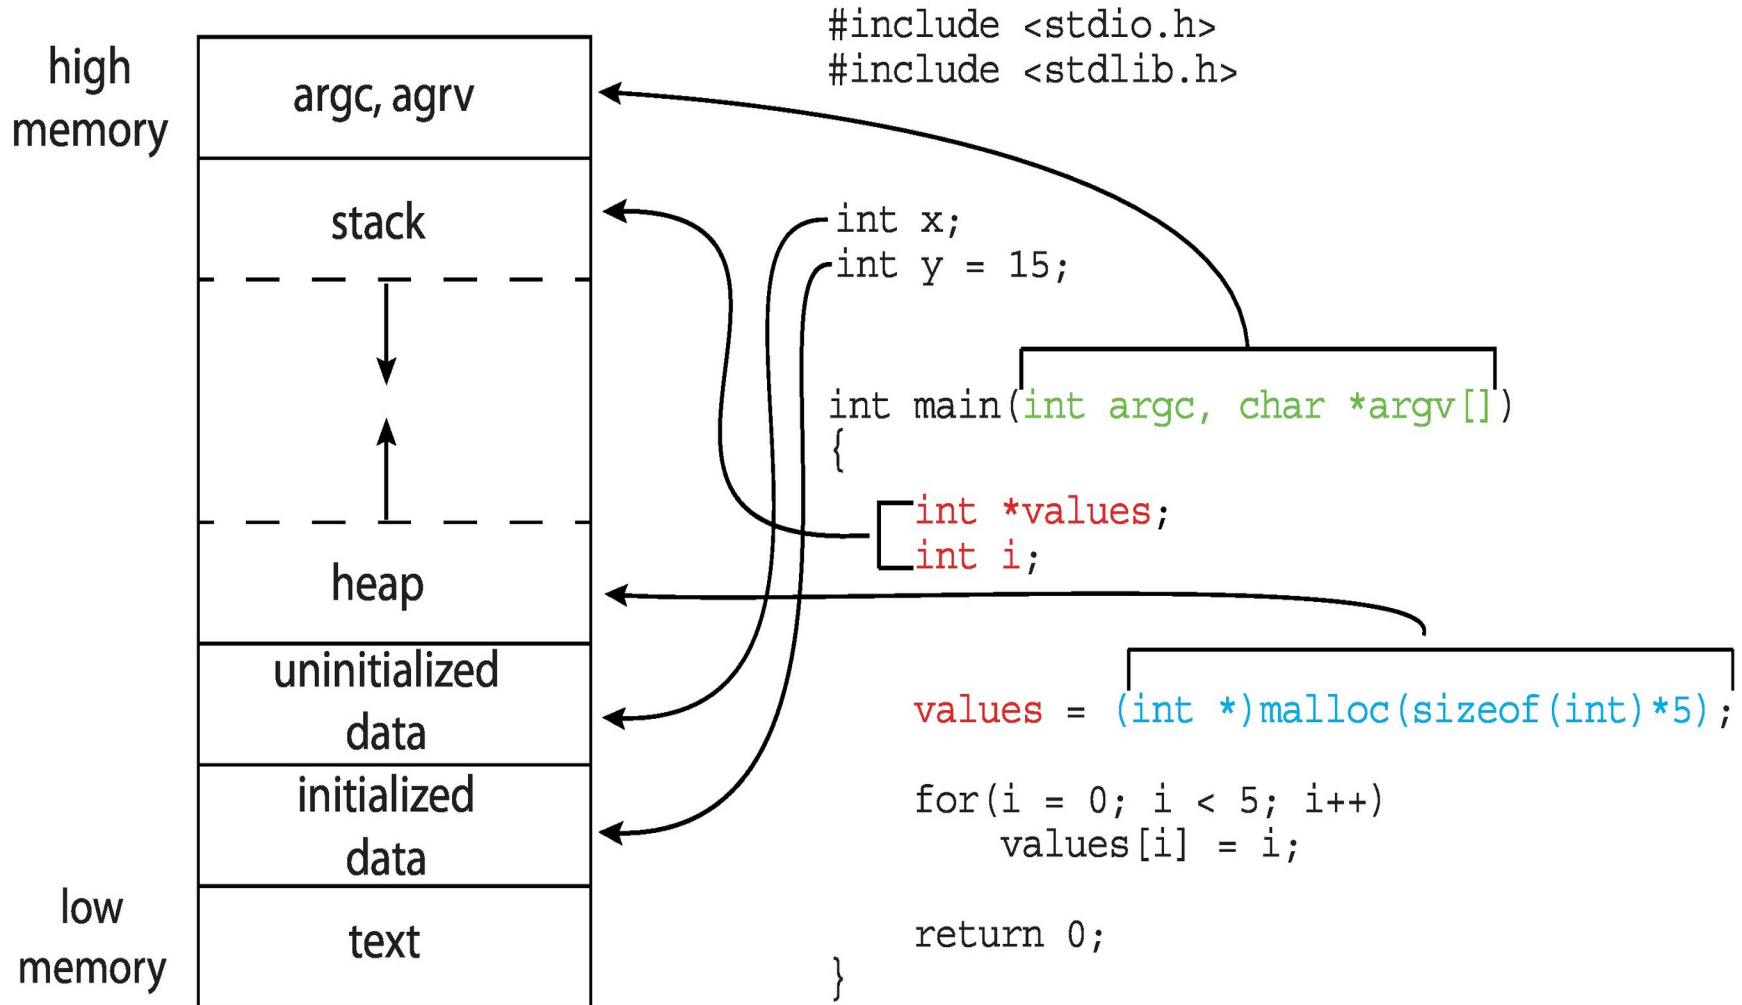 high
memory
argc, agrv
stack
heap
uninitialized
data
initialized
data
low
memory
text
#include <stdio.h>
#include <stdlib.h>
int x;
int y = 15;
int main(int argc, char *argv[])
{
int *values;
int i;
values = (int *)malloc(sizeof(int)*5);
for(i = 0; i < 5; i++)
values[i] = i;
return 0;
}